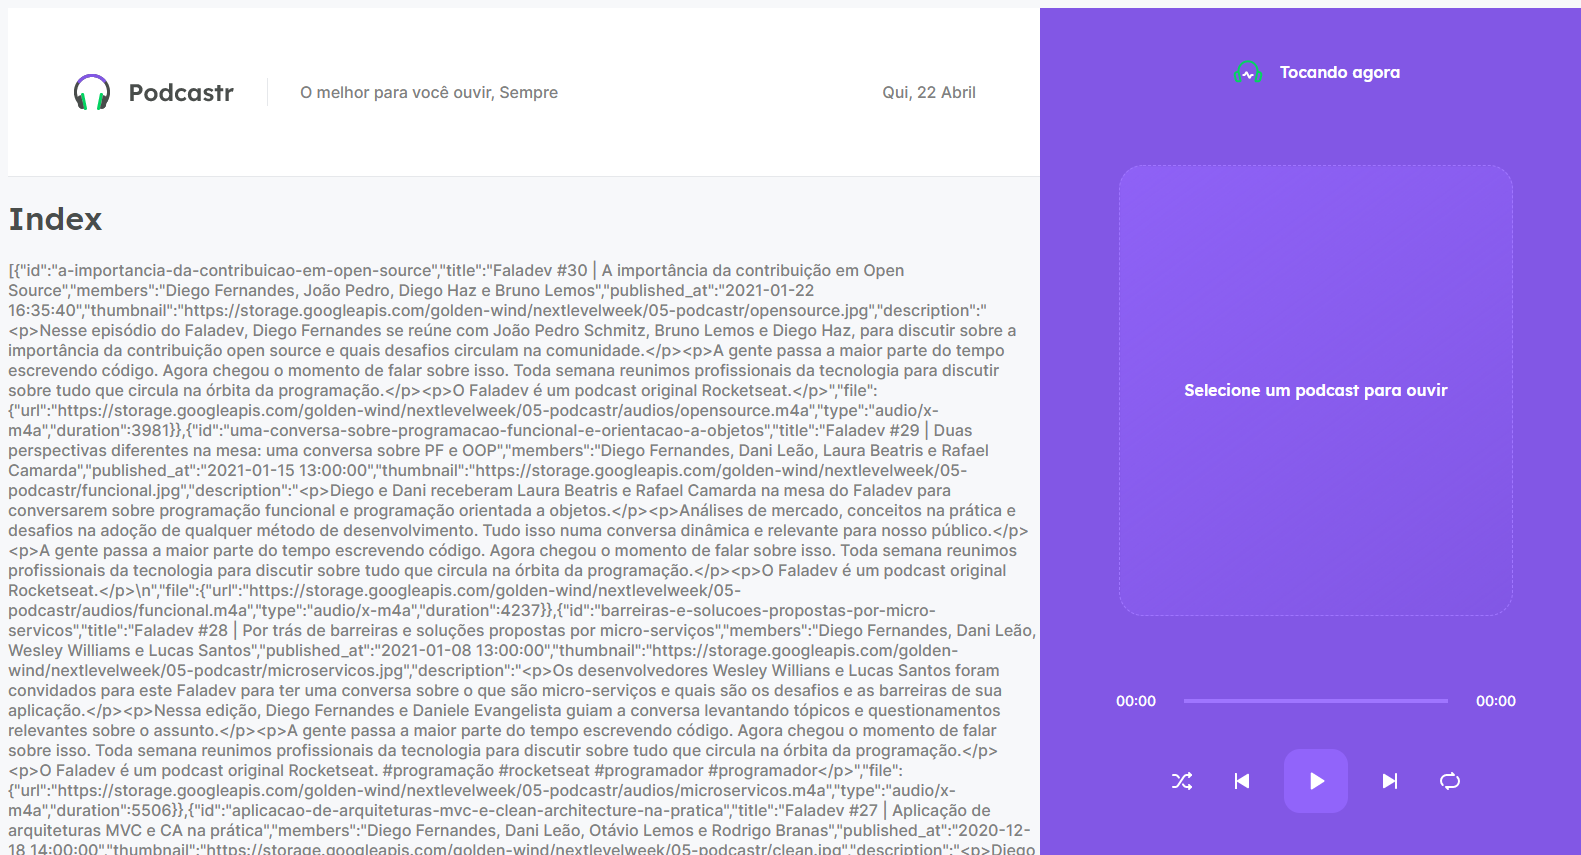 Podcastr
O melhor para você ouvir, Sempre
Qui, 22 Abril
Index
[{"id":"a-importancia-da-contribuicao-em-open-source","title":"Faladev #30 | A importância da contribuição em Open
Source","members":"Diego Fernandes, João Pedro, Diego Haz e Bruno Lemos","published_at":"2021-01-22
16:35:40","thumbnail":"https://storage.googleapis.com/golden-wind/nextlevelweek/05-podcastr/opensource.jpg","description":"
<p>Nesse episódio do Faladev, Diego Fernandes se reúne com João Pedro Schmitz, Bruno Lemos e Diego Haz, para discutir sobre a
importância da contribuição open source e quais desafios circulam na comunidade.</p><p>A gente passa a maior parte do tempo
escrevendo código. Agora chegou o momento de falar sobre isso. Toda semana reunimos profissionais da tecnologia para discutir
sobre tudo que circula na órbita da programação.</p><p>O Faladev é um podcast original Rocketseat.</p>","file":
{"url":"https://storage.googleapis.com/golden-wind/nextlevelweek/05-podcastr/audios/opensource.m4a","type":"audio/x-
m4a","duration":3981}},{"id":"uma-conversa-sobre-programacao-funcional-e-orientacao-a-objetos","title":"Faladev #29 | Duas
perspectivas diferentes na mesa: uma conversa sobre PF e OOP","members":"Diego Fernandes, Dani Leão, Laura Beatris e Rafael
Camarda","published_at":"2021-01-15 13:00:00","thumbnail":"https://storage.googleapis.com/golden-wind/nextlevelweek/05-
podcastr/funcional.jpg","description":"<p>Diego e Dani receberam Laura Beatris e Rafael Camarda na mesa do Faladev para
conversarem sobre programação funcional e programação orientada a objetos.</p><p>Análises de mercado, conceitos na prática e
desafios na adoção de qualquer método de desenvolvimento. Tudo isso numa conversa dinâmica e relevante para nosso público.</p>
<p>A gente passa a maior parte do tempo escrevendo código. Agora chegou o momento de falar sobre isso. Toda semana reunimos
profissionais da tecnologia para discutir sobre tudo que circula na órbita da programação.</p><p>O Faladev é um podcast original
Rocketseat.</p>\n","file":{"url":"https://storage.googleapis.com/golden-wind/nextlevelweek/05-
podcastr/audios/funcional.m4a","type":"audio/x-m4a","duration":4237}},{"id":"barreiras-e-solucoes-propostas-por-micro-
servicos","title":"Faladev #28 | Por trás de barreiras e soluções propostas por micro-serviços","members":"Diego Fernandes, Dani Leão,
Wesley Williams e Lucas Santos","published_at":"2021-01-08 13:00:00","thumbnail":"https://storage.googleapis.com/golden-
wind/nextlevelweek/05-podcastr/microservicos.jpg","description":"<p>Os desenvolvedores Wesley Willians e Lucas Santos foram
convidados para este Faladev para ter uma conversa sobre o que são micro-serviços e quais são os desafios e as barreiras de sua
aplicação.</p><p>Nessa edição, Diego Fernandes e Daniele Evangelista guiam a conversa levantando tópicos e questionamentos
relevantes sobre o assunto.</p><p>A gente passa a maior parte do tempo escrevendo código. Agora chegou o momento de falar
sobre isso. Toda semana reunimos profissionais da tecnologia para discutir sobre tudo que circula na órbita da programação.</p>
<p>O Faladev é um podcast original Rocketseat. #programação #rocketseat #programador #programador</p>","file":
{"url":"https://storage.googleapis.com/golden-wind/nextlevelweek/05-podcastr/audios/microservicos.m4a","type":"audio/x-
m4a","duration":5506}},{"id":"aplicacao-de-arquiteturas-mvc-e-clean-architecture-na-pratica","title":"Faladev #27 | Aplicação de
arquiteturas MVC e CA na prática","members":"Diego Fernandes, Dani Leão, Otávio Lemos e Rodrigo Branas","published_at":"2020-12-
18 14:00:00","thumbnail":"https://storage.googleapis.com/golden-wind/nextlevelweek/05-podcastr/clean.jpg","description":"<p>Diego
Tocando agora
Selecione um podcast para ouvir
00:00
00:00